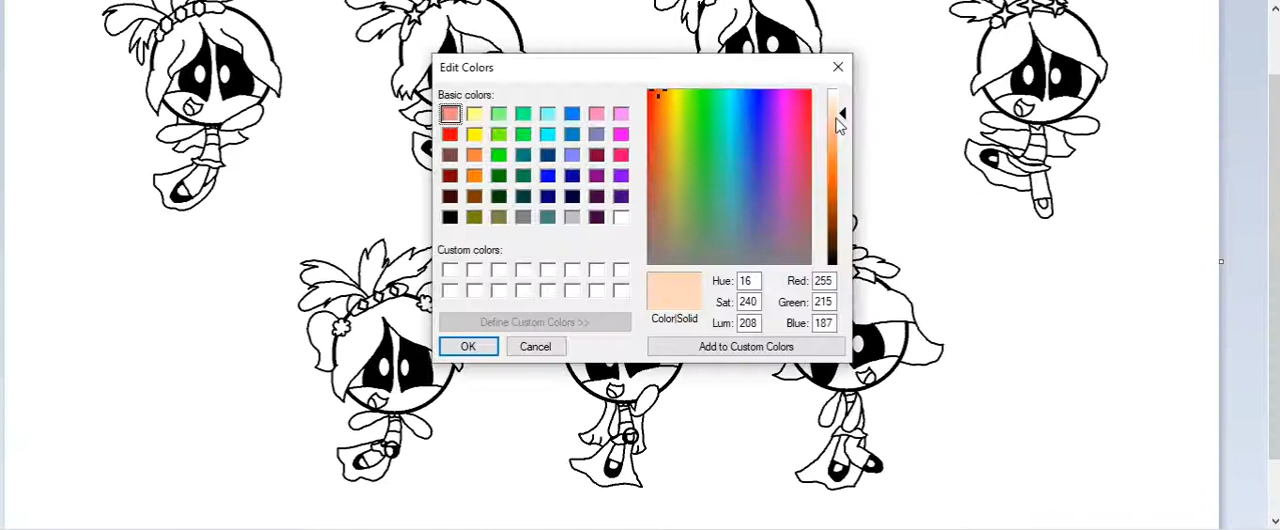 Edit Colors
Basic colors:
Custom colors:
Define Custom Colors >>
OK
Cancel
Hue: 16
Red: 255
Sat: 240
Green: 215
Color|Solid
Lum: 208
Blue: 187
Add to Custom Colors